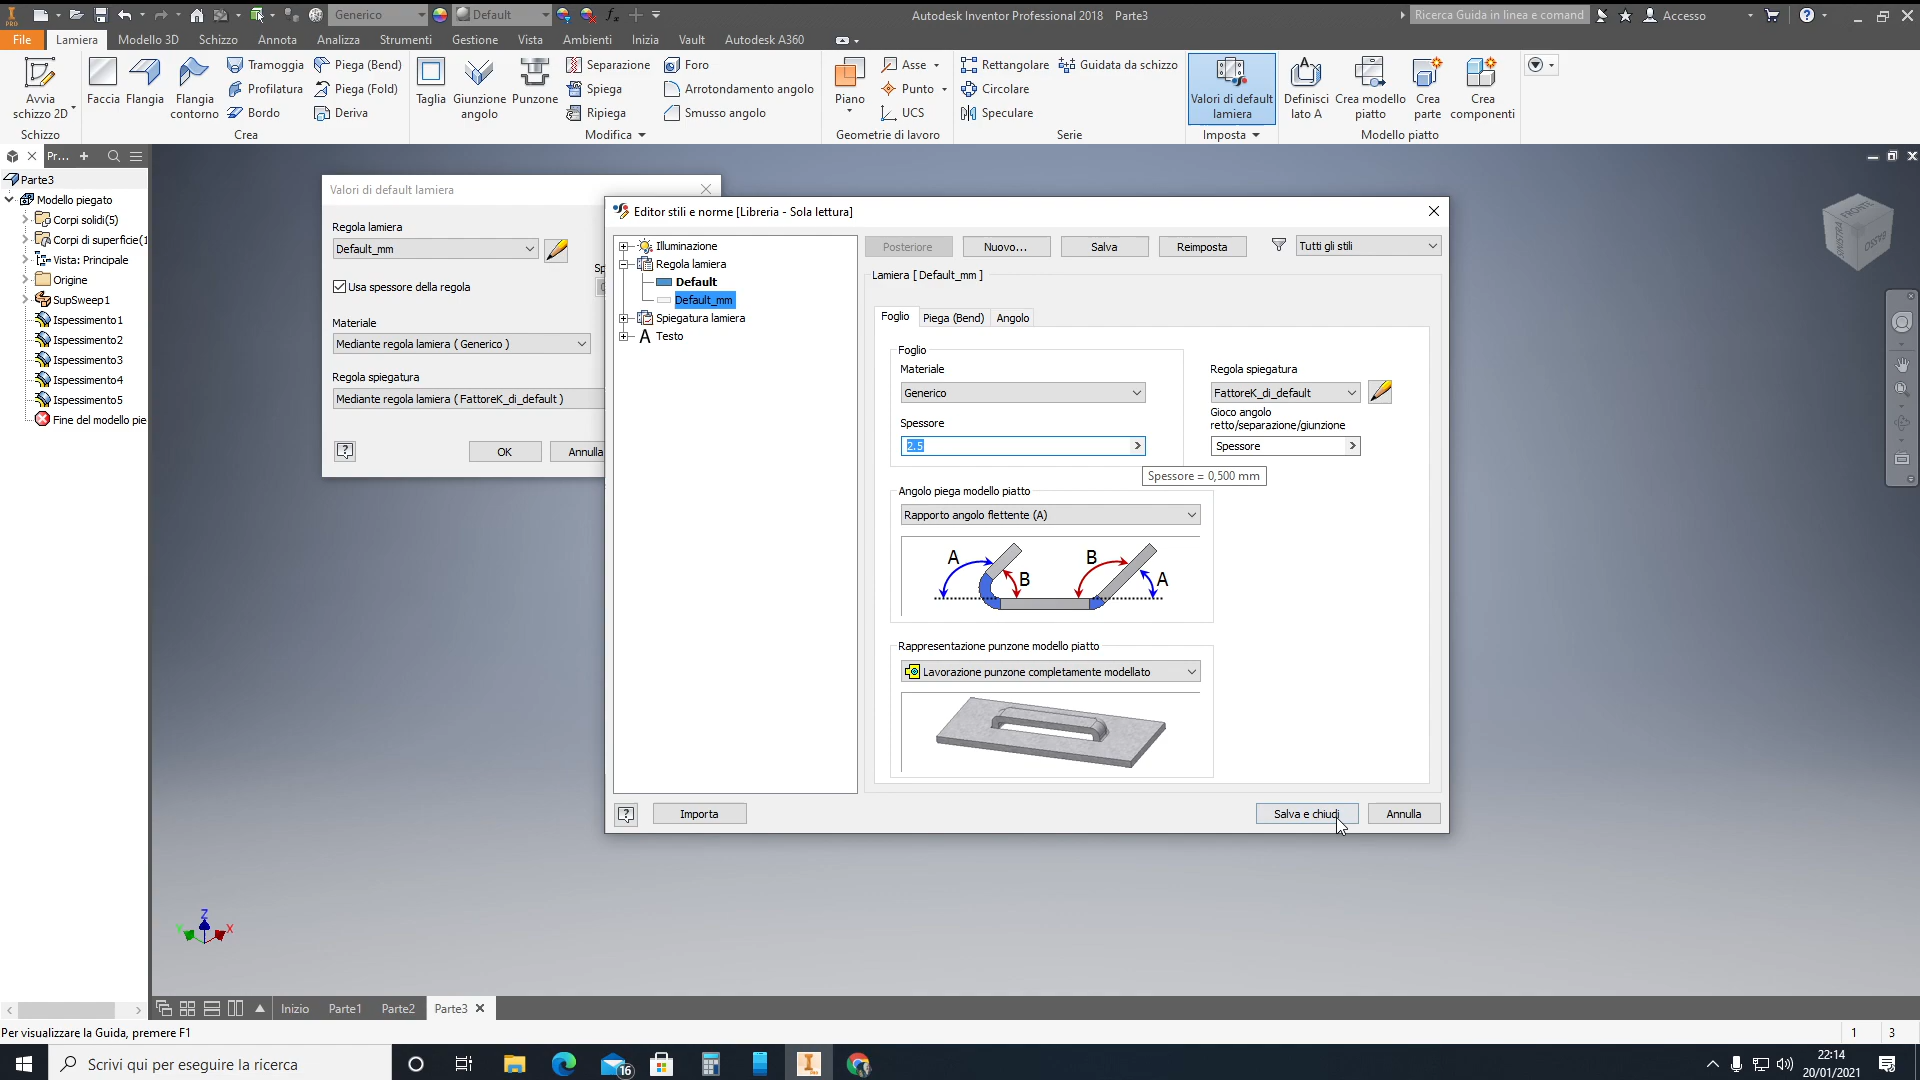 Generico
Default
Autodesk Inventor Professional 2018 Parte3
Ricerca Guida in linea e comand
Accesso
File Lamiera Modello 3D Schizzo Annota Analizza Strumenti Gestione Vista Ambienti Inizia Vault Autodesk A360
Avvia schizzo 2D
Faccia
Flangia
Flangia contorno
Tramoggia
Profilatura
Bordo
Piega (Bend)
Piega (Fold)
Deriva
Taglia
Giunzione angolo
Punzone
Separazione
Spiega
Ripiega
Foro
Arrotondamento angolo
Smusso angolo
Piano
Asse
Punto
UCS
Rettangolare
Circolare
Speculare
Guidata da schizzo
Valori di default lamiera
Definisci lato A
Crea modello piatto
Crea parte
Crea componenti
Schizzo Crea Modifica Geometrie di lavoro Serie Imposta Modello piatto
Pr...
Parte3
Modello piegato
Corpi solidi(5)
Corpi di superficie(1
Vista: Principale
Origine
SupSweep1
Ispessimento1
Ispessimento2
Ispessimento3
Ispessimento4
Ispessimento5
Fine del modello pie
Valori di default lamiera
Regola lamiera
Default_mm
Sp
Usa spessore della regola
Materiale
Mediante regola lamiera ( Generico )
Regola spiegatura
Mediante regola lamiera ( FattoreK_di_default )
OK
Annulla
Editor stili e norme [Libreria - Sola lettura]
Illuminazione
Regola lamiera
Default
Default_mm
Spiegatura lamiera
A Testo
Posteriore
Nuovo...
Salva
Reimposta
Tutti gli stili
Lamiera [ Default_mm ]
Foglio Piega (Bend) Angolo
Foglio
Materiale
Generico
Spessore
2.5
Regola spiegatura
FattoreK_di_default
Gioco angolo
retto/separazione/giunzione
Spessore
Spessore = 0,500 mm
Angolo piega modello piatto
Rapporto angolo flettente (A)
A B B A
Rappresentazione punzone modello piatto
Lavorazione punzone completamente modellato
Importa
Salva e chiudi
Annulla
FRONTE
SINISTRA
BASSO
Z
Y
X
Inizio Parte1 Parte2 Parte3
Per visualizzare la Guida, premere F1
1 3
Scrivi qui per eseguire la ricerca
16
22:14
20/01/2021